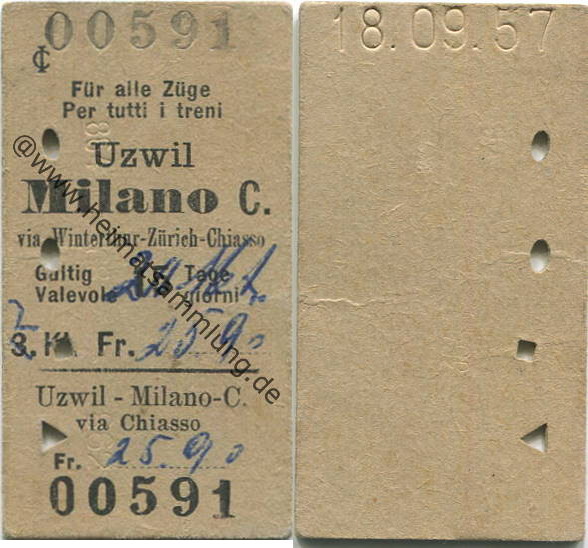 00591
₵
Für alle Züge
Per tutti i treni
Uzwil
Milano C.
via Winterthur-Zürich-Chiasso
Gültig Tage
Valevole giorni
3. Kl. Fr. 25.90
Uzwil - Milano-C.
via Chiasso
Fr. 25.90
00591
@www.heimatsammlung.de
18.09.57